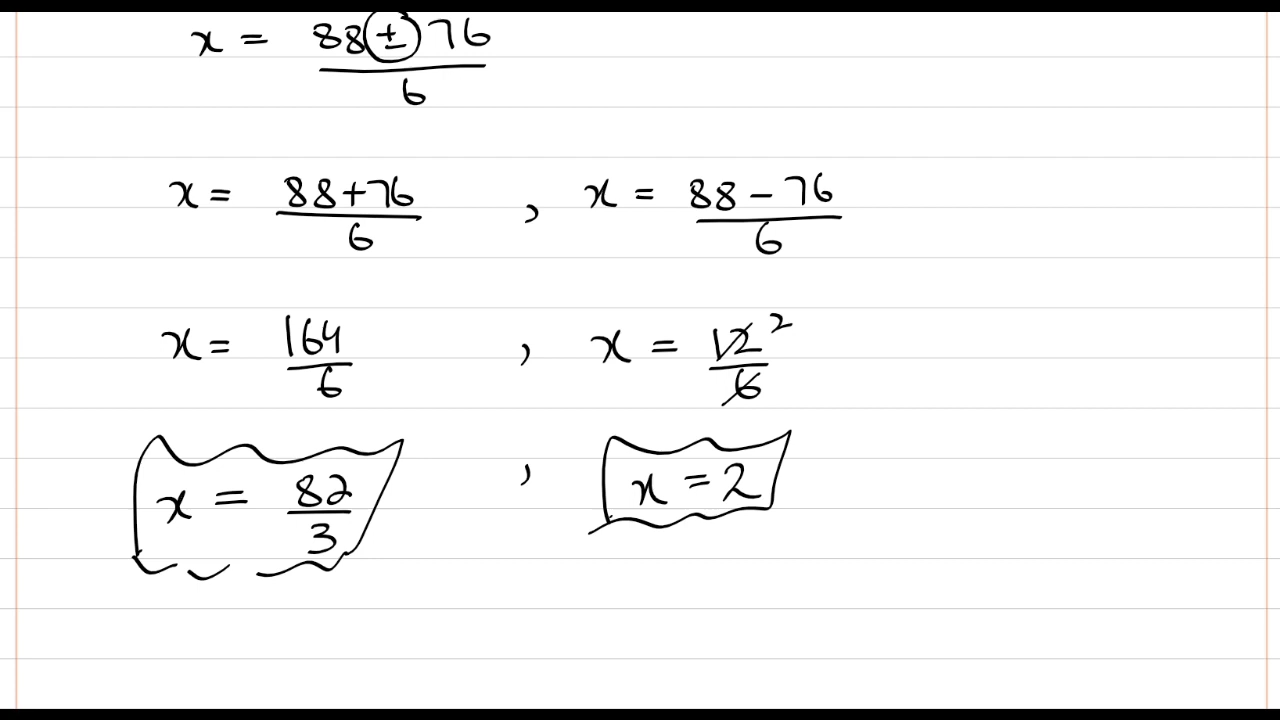 x = 88 ± 76 / 6
x = 88+76 / 6 , x = 88 - 76 / 6
x = 164 / 6 , x = 12 2 / 6
x = 82 / 3 , x = 2